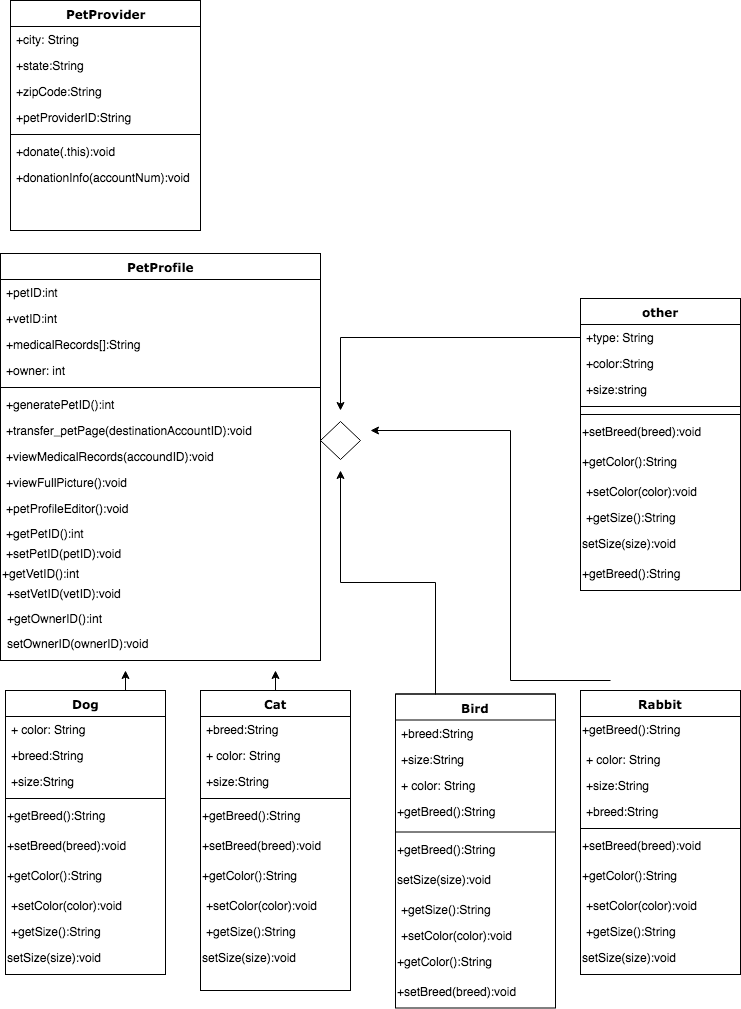 PetProvider
+city: String
+state:String
+zipCode:String
+petProviderID:String
+donate(.this):void
+donationInfo(accountNum):void
PetProfile
+petID:int
+vetID:int
+medicalRecords[]:String
+owner: int
+generatePetID():int
+transfer_petPage(destinationAccountID):void
+viewMedicalRecords(accoundID):void
+viewFullPicture():void
+petProfileEditor():void
+getPetID():int
+setPetID(petID):void
+getVetID():int
+setVetID(vetID):void
+getOwnerID():int
setOwnerID(ownerID):void
other
+type: String
+color:String
+size:string
+setBreed(breed):void
+getColor():String
+setColor(color):void
+getSize():String
setSize(size):void
+getBreed():String
Dog
+ color: String
+breed:String
+size:String
+getBreed():String
+setBreed(breed):void
+getColor():String
+setColor(color):void
+getSize():String
setSize(size):void
Cat
+breed:String
+ color: String
+size:String
+getBreed():String
+setBreed(breed):void
+getColor():String
+setColor(color):void
+getSize():String
setSize(size):void
Bird
+breed:String
+size:String
+ color: String
+getBreed():String
+getBreed():String
setSize(size):void
+getSize():String
+setColor(color):void
+getColor():String
+setBreed(breed):void
Rabbit
+getBreed():String
+ color: String
+size:String
+breed:String
+setBreed(breed):void
+getColor():String
+setColor(color):void
+getSize():String
setSize(size):void